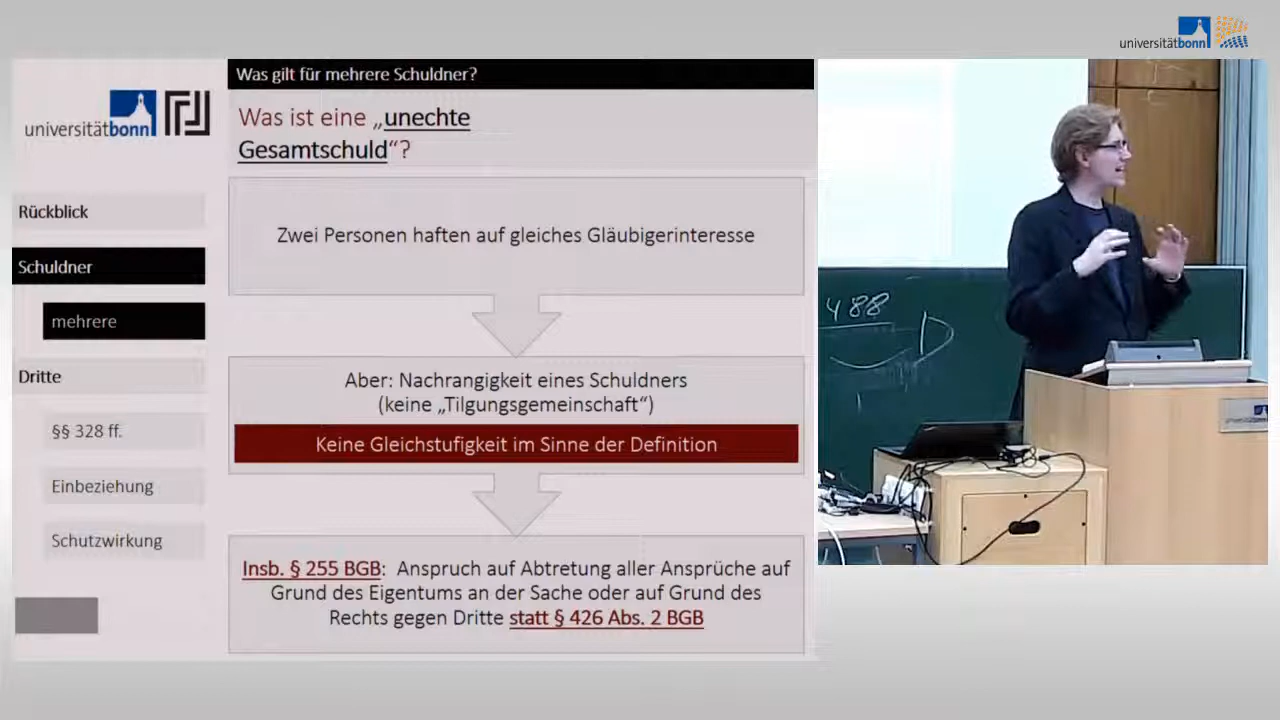 universitätbonn
Was gilt für mehrere Schuldner?
universitätbonn
Was ist eine „unechte
Gesamtschuld“?
Rückblick
Schuldner
mehrere
Dritte
§§ 328 ff.
Einbeziehung
Schutzwirkung
Zwei Personen haften auf gleiches Gläubigerinteresse
Aber: Nachrangigkeit eines Schuldners
(keine „Tilgungsgemeinschaft“)
Keine Gleichstufigkeit im Sinne der Definition
Insb. § 255 BGB: Anspruch auf Abtretung aller Ansprüche auf
Grund des Eigentums an der Sache oder auf Grund des
Rechts gegen Dritte statt § 426 Abs. 2 BGB
488